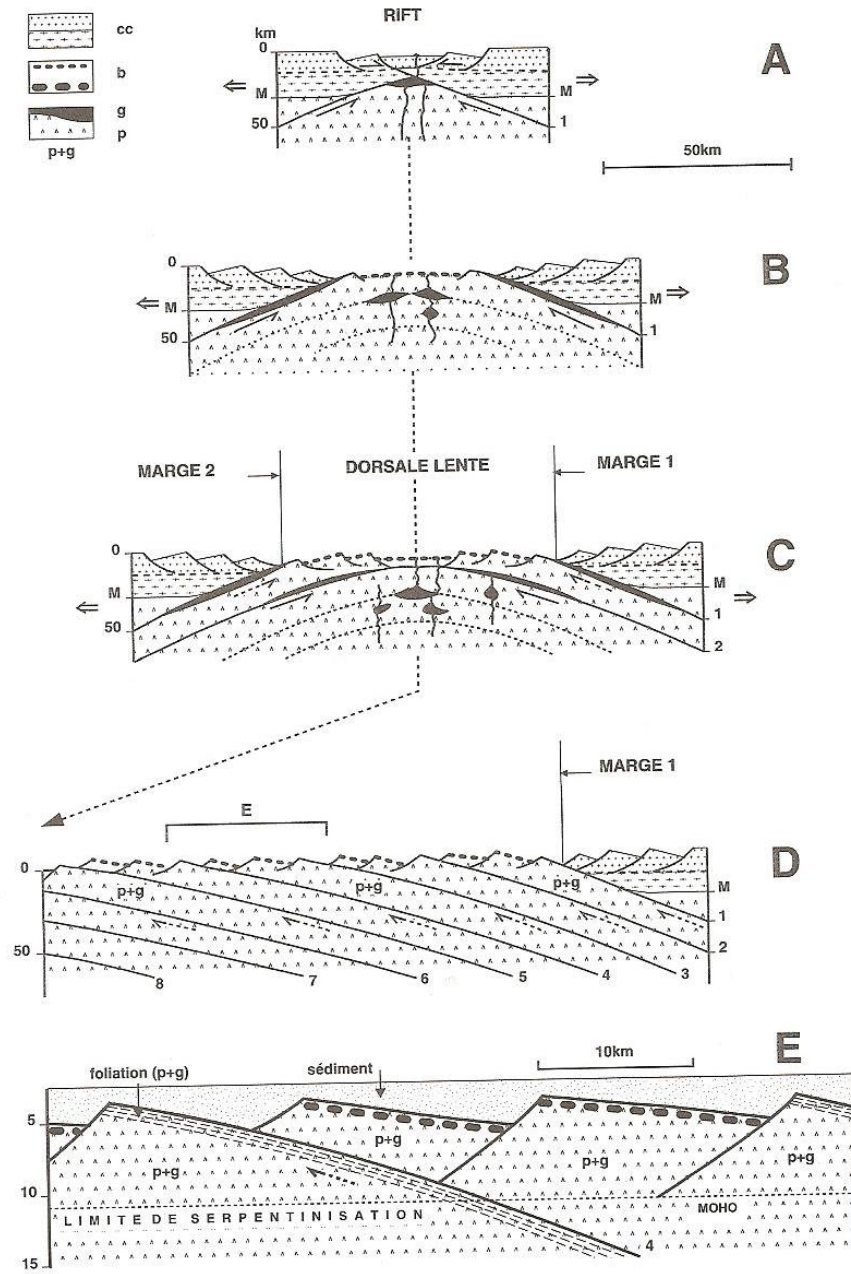 cc
b
g
p
p+g
RIFT
A
km
0
M
50
M
1
50km
B
0
M
50
M
1
MARGE 2
DORSALE LENTE
MARGE 1
C
0
M
50
M
1
2
MARGE 1
E
D
0
50
p+g
p+g
p+g
M
1
2
3
4
5
6
7
8
E
10km
foliation (p+g)
sédiment
5
10
15
p+g
p+g
p+g
p+g
MOHO
LIMITE DE SERPENTINISATION
4